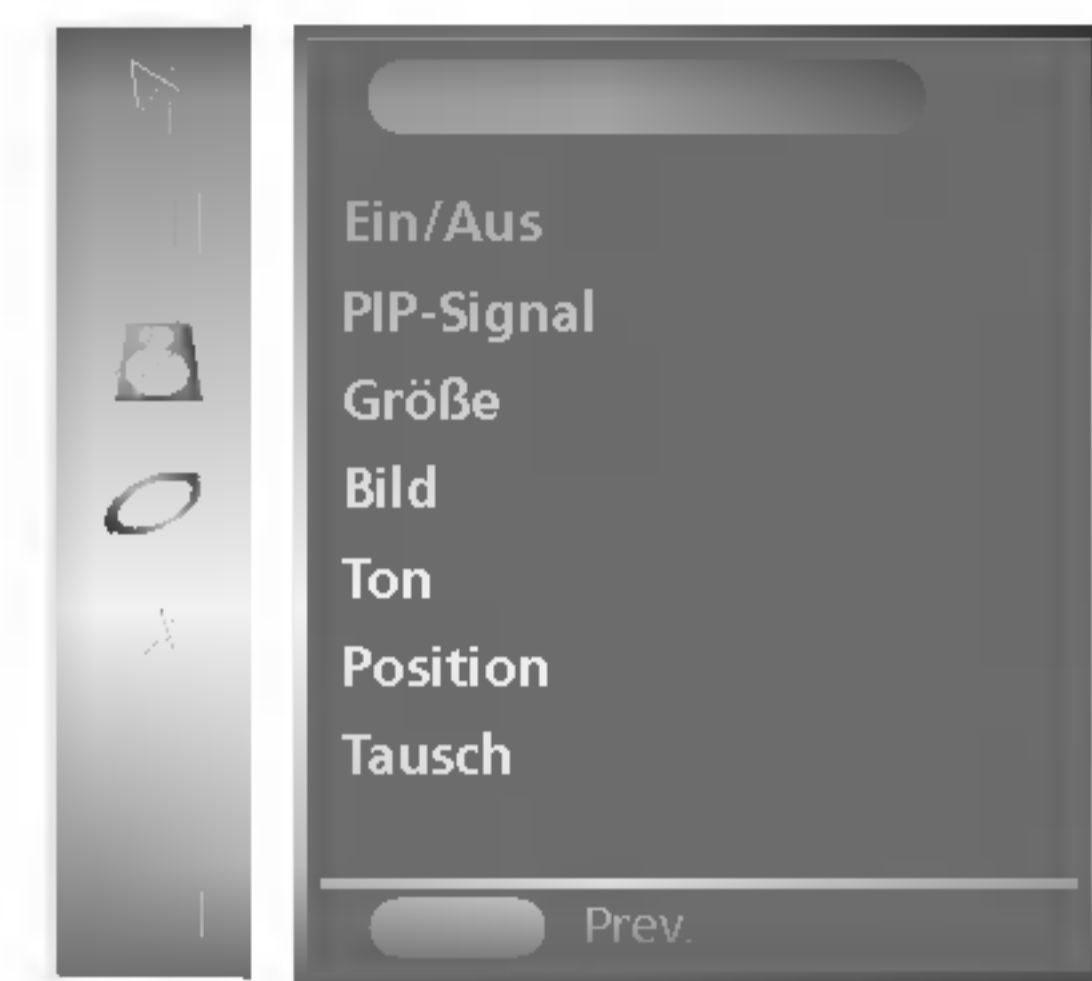 Ein/Aus
PIP-Signal
Größe
Bild
Ton
Position
Tausch
Prev.